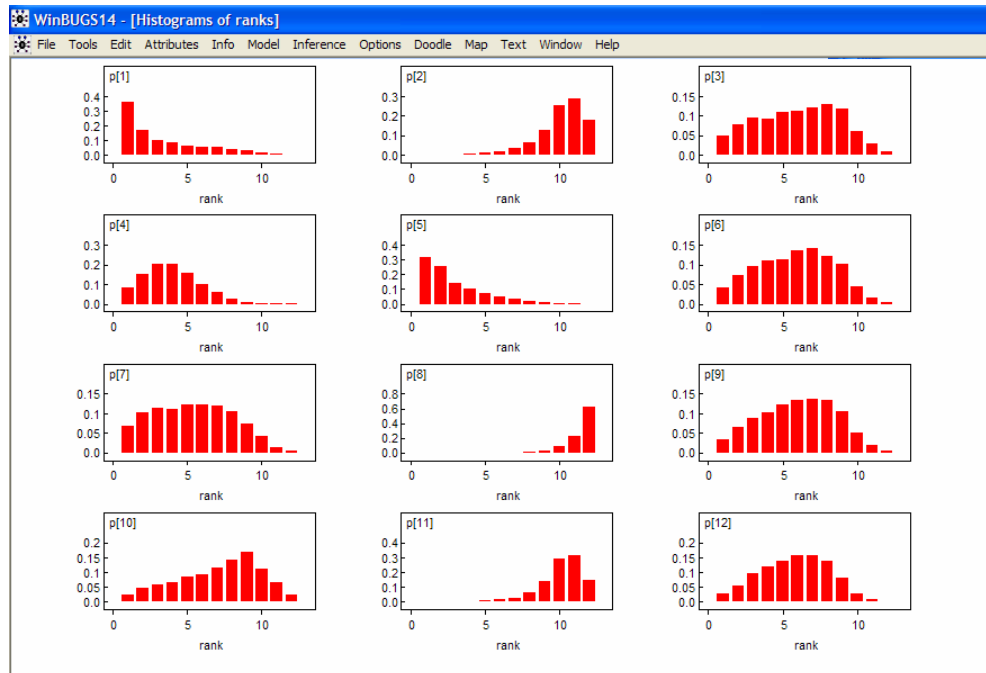 WinBUGS14 - [Histograms of ranks]
File Tools Edit Attributes Info Model Inference Options Doodle Map Text Window Help
p[1]
0.4
0.3
0.2
0.1
0.0
0 5 10
rank
p[2]
0.3
0.2
0.1
0.0
0 5 10
rank
p[3]
0.15
0.1
0.05
0.0
0 5 10
rank
p[4]
0.3
0.2
0.1
0.0
0 5 10
rank
p[5]
0.4
0.3
0.2
0.1
0.0
0 5 10
rank
p[6]
0.15
0.1
0.05
0.0
0 5 10
rank
p[7]
0.15
0.1
0.05
0.0
0 5 10
rank
p[8]
0.8
0.6
0.4
0.2
0.0
0 5 10
rank
p[9]
0.15
0.1
0.05
0.0
0 5 10
rank
p[10]
0.2
0.15
0.1
0.05
0.0
0 5 10
rank
p[11]
0.4
0.3
0.2
0.1
0.0
0 5 10
rank
p[12]
0.2
0.15
0.1
0.05
0.0
0 5 10
rank